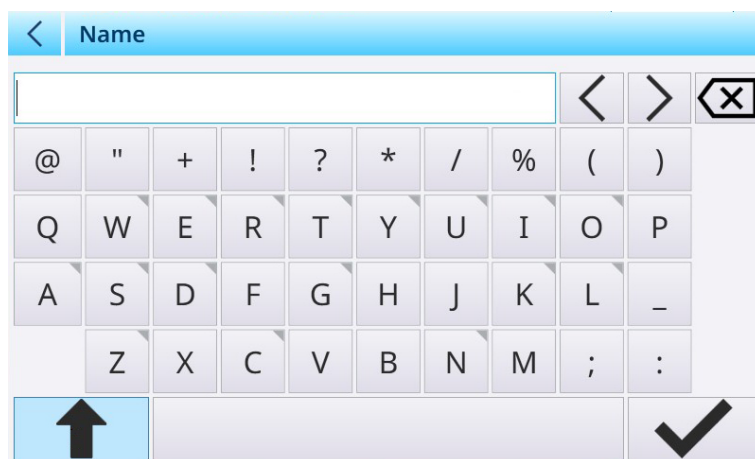 Name
@ " + ! ? * / % ( )
Q W E R T Y U I O P
A S D F G H J K L _
Z X C V B N M ; :